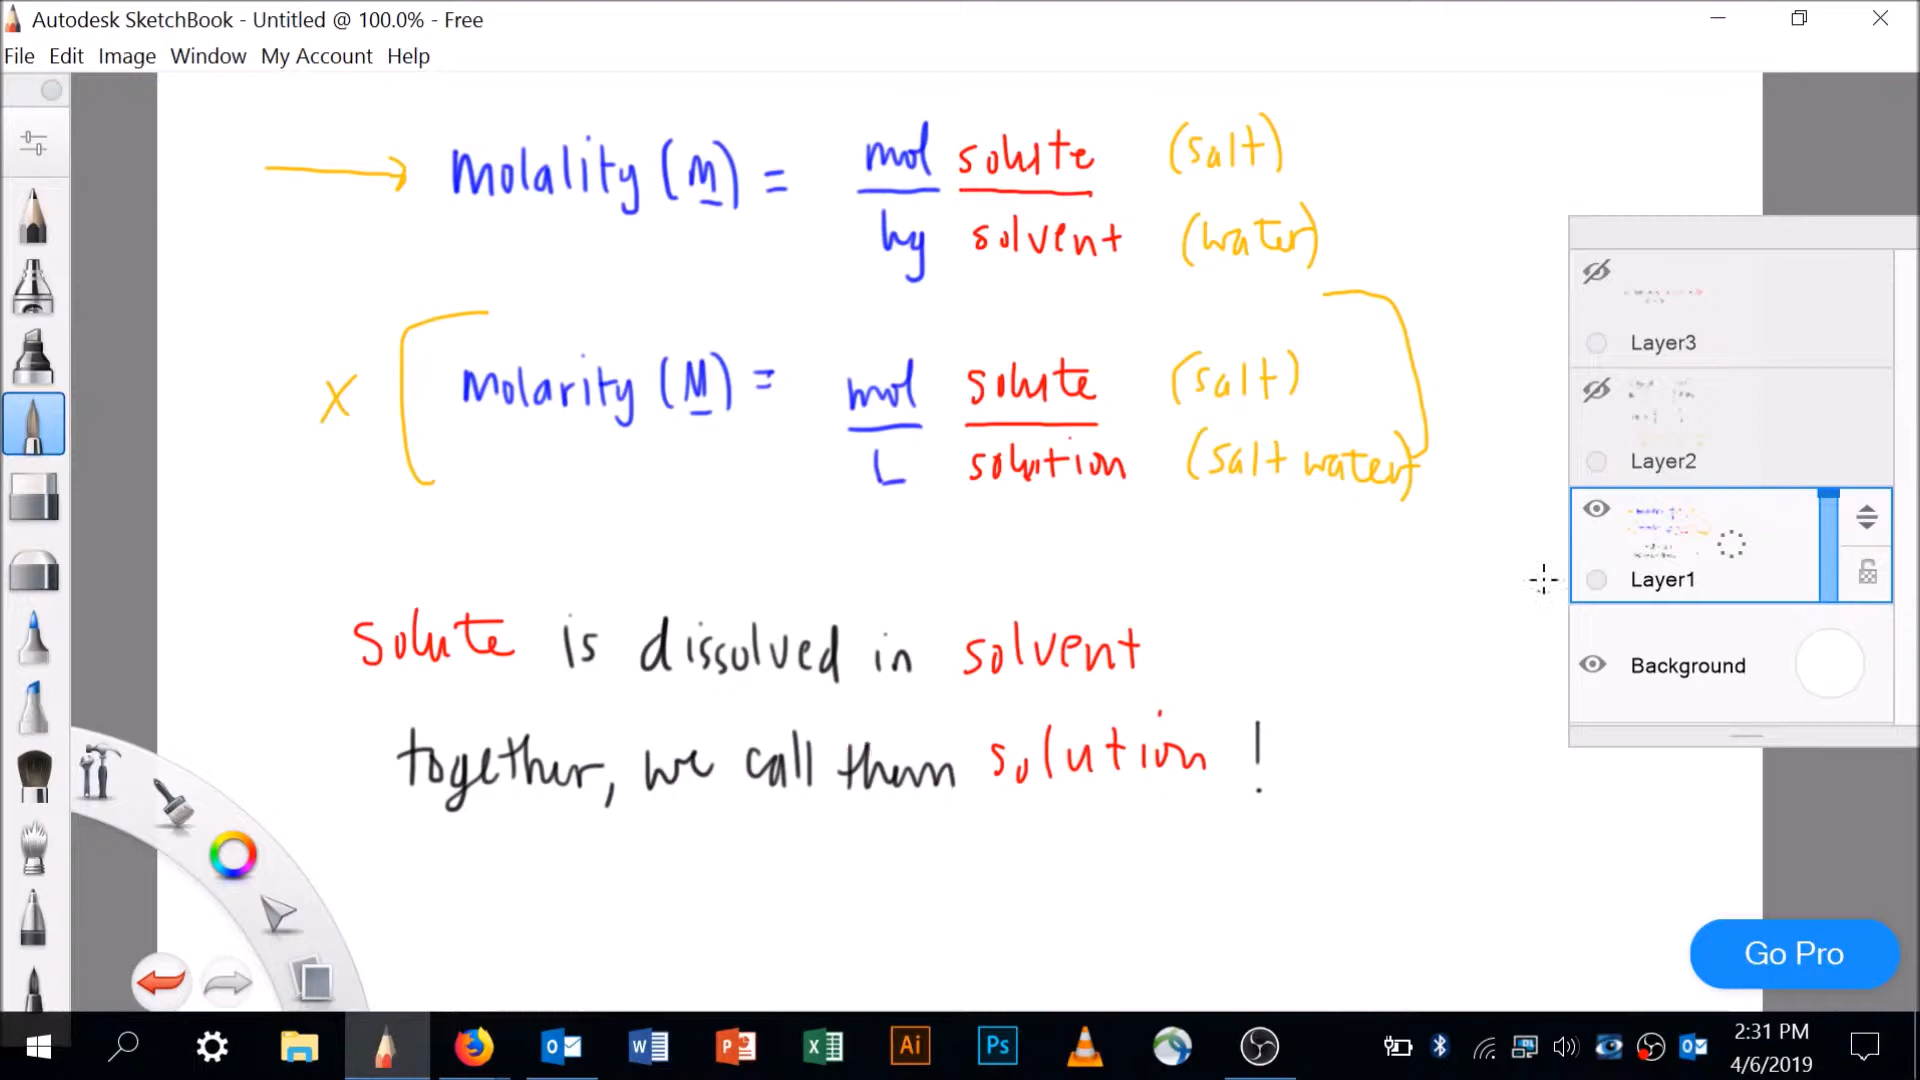 Autodesk SketchBook - Untitled @ 100.0% - Free
File Edit Image Window My Account Help
molality (m) = mol solute (salt)
kg solvent (water)
x molarity (M) = mol solute (salt)
L solution (salt water)
solute is dissolved in solvent
together, we call them solution !
Layer3
Layer2
Layer1
Background
Go Pro
Ai
Ps
2:31 PM
4/6/2019